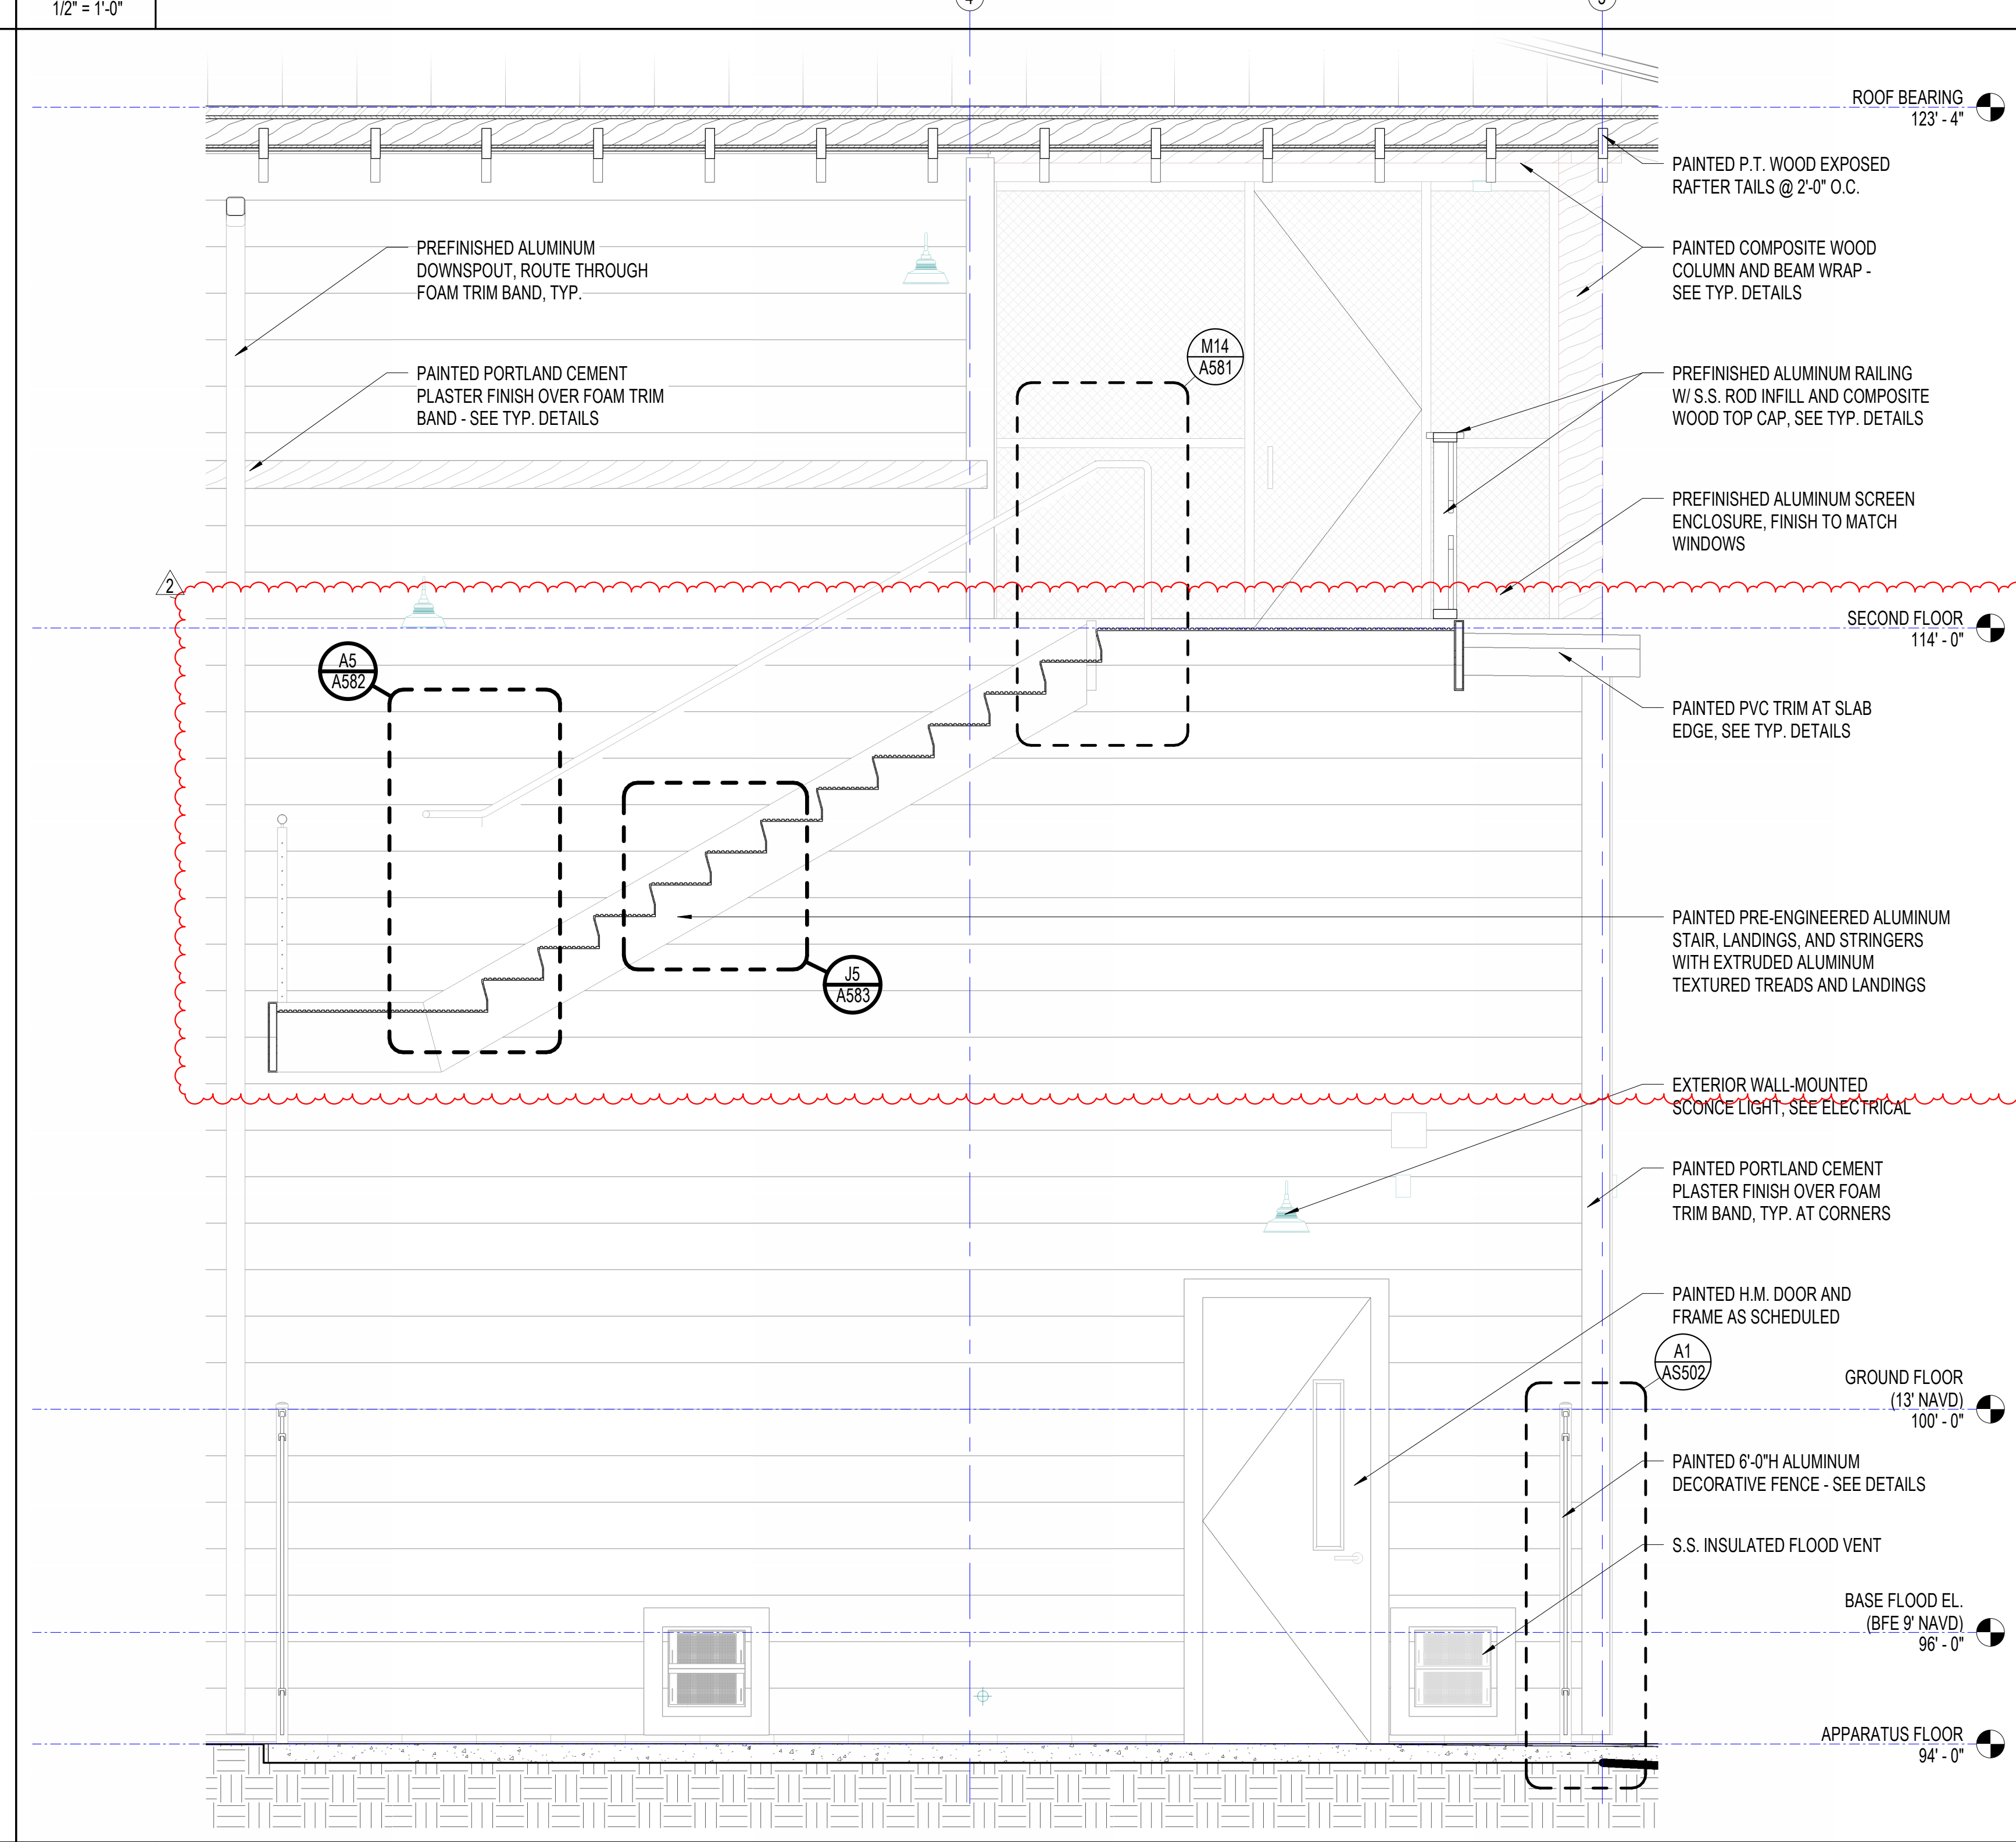 1/2" = 1'-0"
ROOF BEARING
123' - 4"
PAINTED P.T. WOOD EXPOSED
RAFTER TAILS @ 2'-0" O.C.
PREFINISHED ALUMINUM
DOWNSPOUT, ROUTE THROUGH
FOAM TRIM BAND, TYP.
PAINTED COMPOSITE WOOD
COLUMN AND BEAM WRAP -
SEE TYP. DETAILS
M14
A581
PAINTED PORTLAND CEMENT
PLASTER FINISH OVER FOAM TRIM
BAND - SEE TYP. DETAILS
PREFINISHED ALUMINUM RAILING
W/ S.S. ROD INFILL AND COMPOSITE
WOOD TOP CAP, SEE TYP. DETAILS
PREFINISHED ALUMINUM SCREEN
ENCLOSURE, FINISH TO MATCH
WINDOWS
2
SECOND FLOOR
114' - 0"
A5
A582
PAINTED PVC TRIM AT SLAB
EDGE, SEE TYP. DETAILS
PAINTED PRE-ENGINEERED ALUMINUM
STAIR, LANDINGS, AND STRINGERS
WITH EXTRUDED ALUMINUM
TEXTURED TREADS AND LANDINGS
J5
A583
EXTERIOR WALL-MOUNTED
SCONCE LIGHT, SEE ELECTRICAL
PAINTED PORTLAND CEMENT
PLASTER FINISH OVER FOAM
TRIM BAND, TYP. AT CORNERS
PAINTED H.M. DOOR AND
FRAME AS SCHEDULED
A1
AS502
GROUND FLOOR
(13' NAVD)
100' - 0"
PAINTED 6'-0"H ALUMINUM
DECORATIVE FENCE - SEE DETAILS
S.S. INSULATED FLOOD VENT
BASE FLOOD EL.
(BFE 9' NAVD)
96' - 0"
APPARATUS FLOOR
94' - 0"